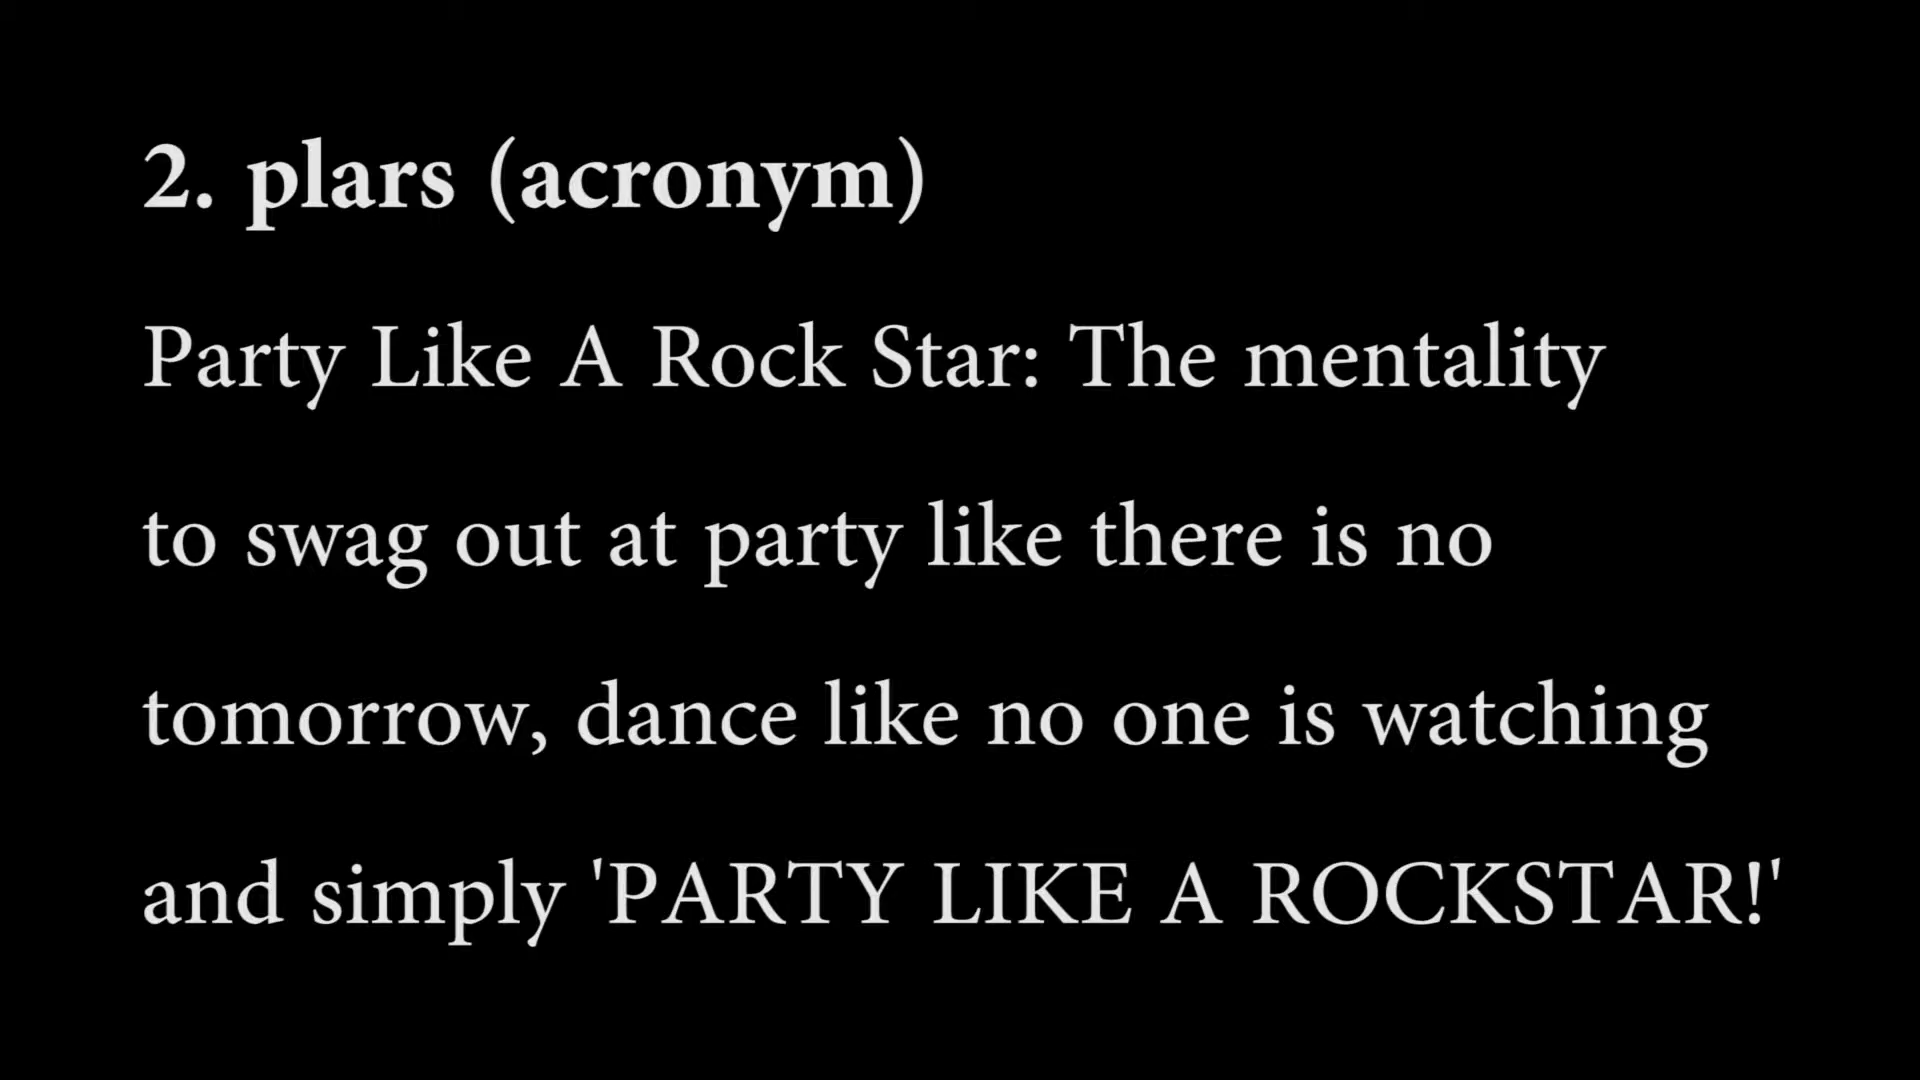 2. plars (acronym)
Party Like A Rock Star: The mentality
to swag out at party like there is no
tomorrow, dance like no one is watching
and simply 'PARTY LIKE A ROCKSTAR!'